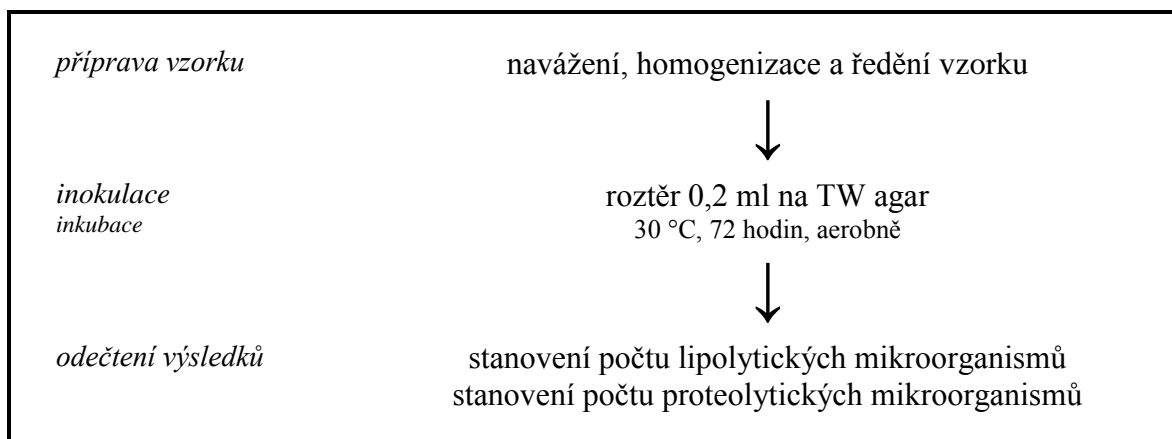 příprava vzorku navážení, homogenizace a ředění vzorku
inokulace roztěr 0,2 ml na TW agar
inkubace 30 °C, 72 hodin, aerobně
odečtení výsledků stanovení počtu lipolytických mikroorganismů
stanovení počtu proteolytických mikroorganismů